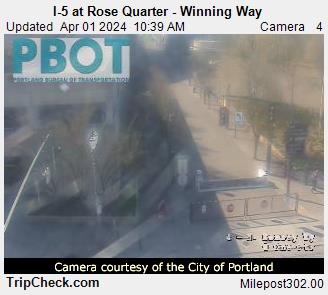 I-5 at Rose Quarter - Winning Way
Updated Apr 01 2024 10:39 AM Camera 4
PBOT
PORTLAND BUREAU OF TRANSPORTATION
Camera courtesy of the City of Portland
TripCheck.com Milepost302.00